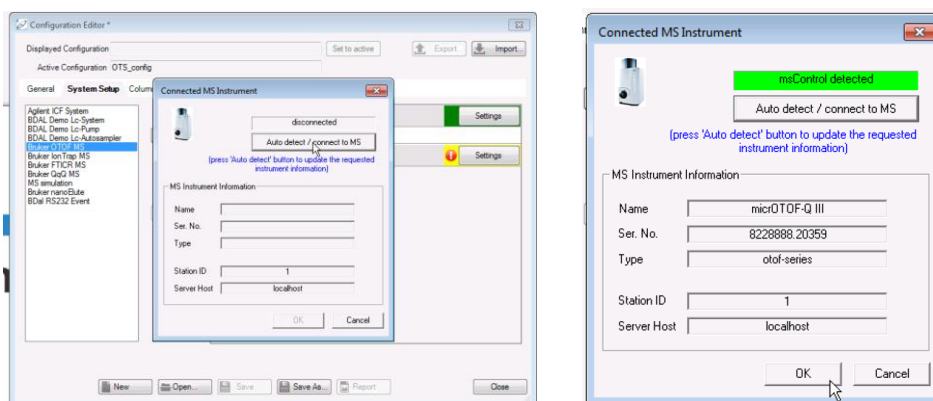 Configuration Editor *
Displayed Configuration
Set to active
Export
Import...
Active Configuration OTS_config
General System Setup Colum
Agilent ICF System
BDAL Demo Lc-System
BDAL Demo Lc-Pump
BDAL Demo Lc-Autosampler
Bruker OTOF MS
Bruker IonTrap MS
Bruker FTICR MS
Bruker QqQ MS
MS simulation
Bruker nanoElute
BDal RS232 Event
Settings
Settings
Connected MS Instrument
disconnected
Auto detect / connect to MS
(press 'Auto detect' button to update the requested
instrument information)
MS Instrument Information
Name
Ser. No.
Type
Station ID 1
Server Host localhost
OK Cancel
New Open... Save Save As... Report Close
Connected MS Instrument
msControl detected
Auto detect / connect to MS
(press 'Auto detect' button to update the requested
instrument information)
MS Instrument Information
Name micrOTOF-Q III
Ser. No. 8228888.20359
Type otof-series
Station ID 1
Server Host localhost
OK Cancel